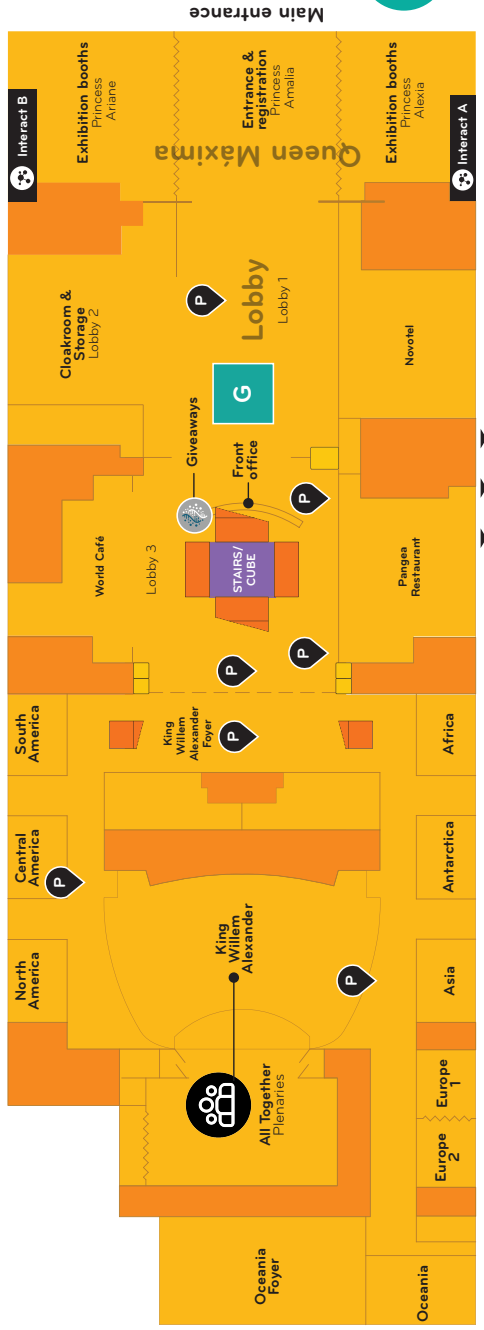 Main entrance
Interact B
Exhibition booths
Princess
Ariane
Entrance &
registration
Princess
Amalia
Exhibition booths
Princess
Alexia
Interact A
Queen Máxima
Cloakroom &
Storage
Lobby 2
P
Lobby
Lobby 1
Novotel
G
Giveaways
Front
office
P
World Café
Lobby 3
STAIRS/
CUBE
Pangea
Restaurant
P
P
South
America
King
Willem
Alexander
Foyer
P
Africa
Central
America
P
Antarctica
North
America
King
Willem
Alexander
P
Asia
All Together
Plenaries
Europe
1
Europe
2
Oceania
Foyer
Oceania